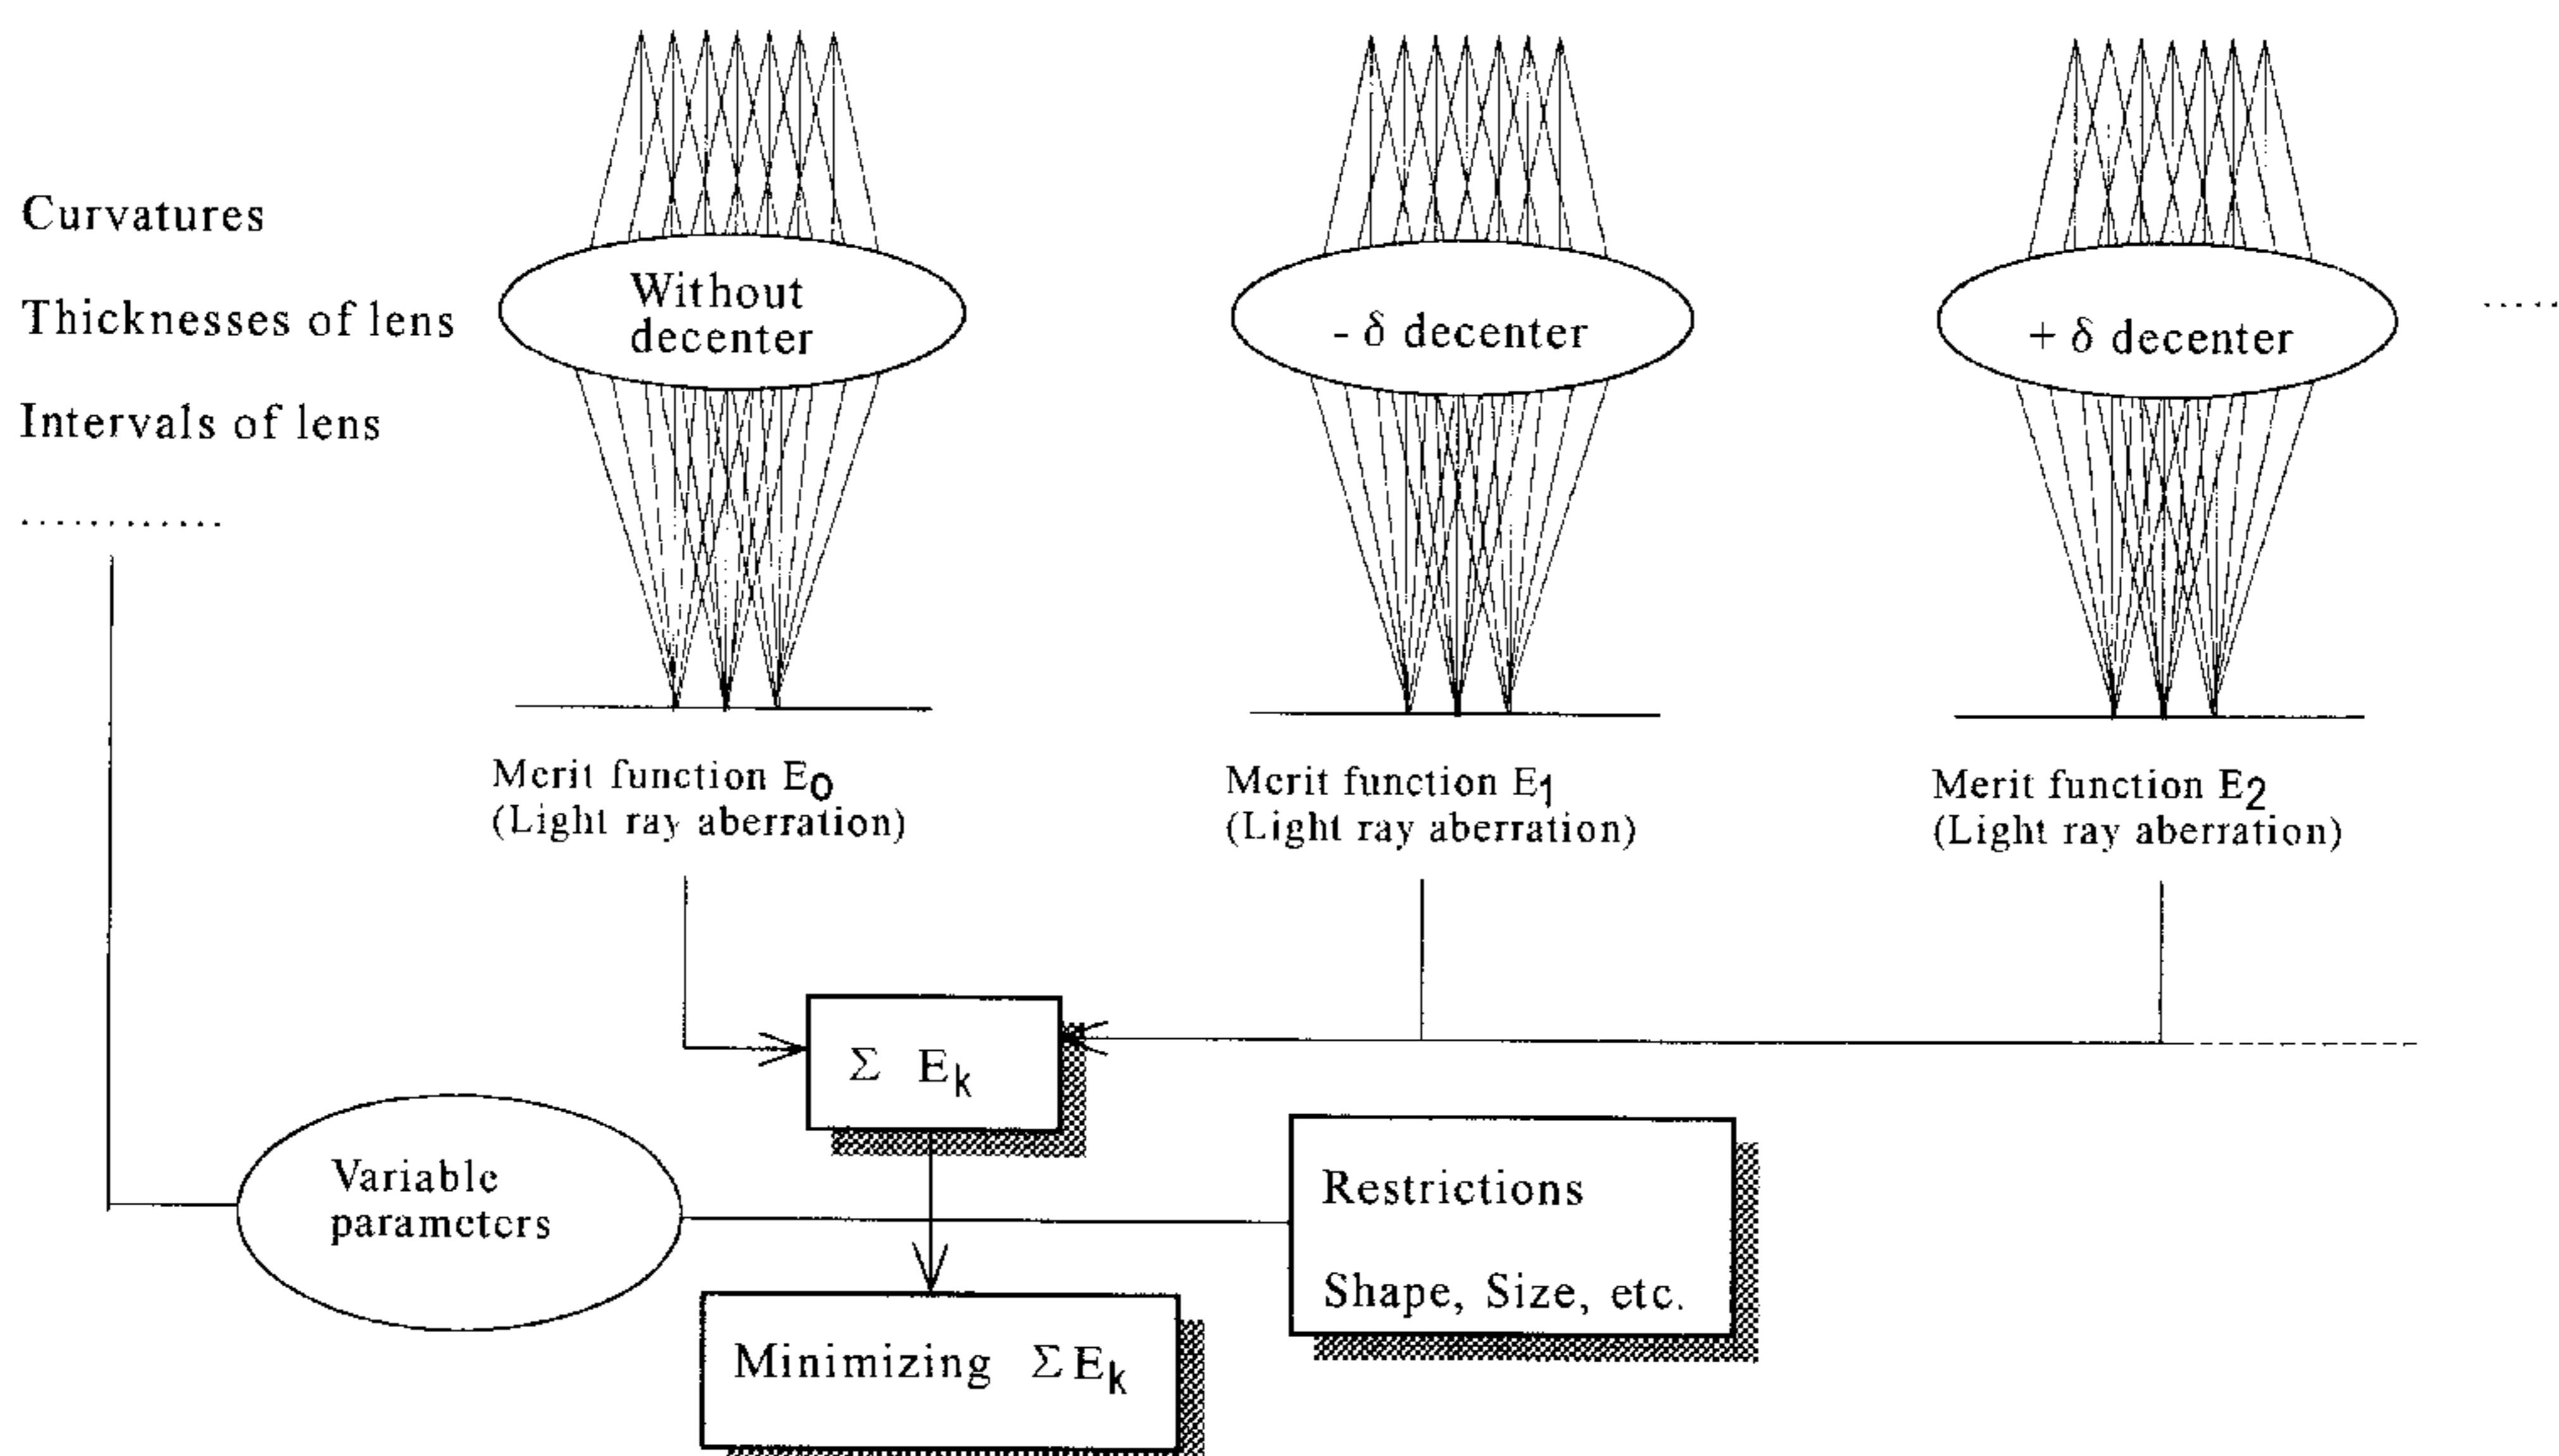 Curvatures
Thicknesses of lens
Intervals of lens
............
Without
decenter
- δ decenter
+ δ decenter
.....
Merit function E0
(Light ray aberration)
Merit function E1
(Light ray aberration)
Merit function E2
(Light ray aberration)
Σ Ek
Variable
parameters
Restrictions
Shape, Size, etc.
Minimizing ΣEk